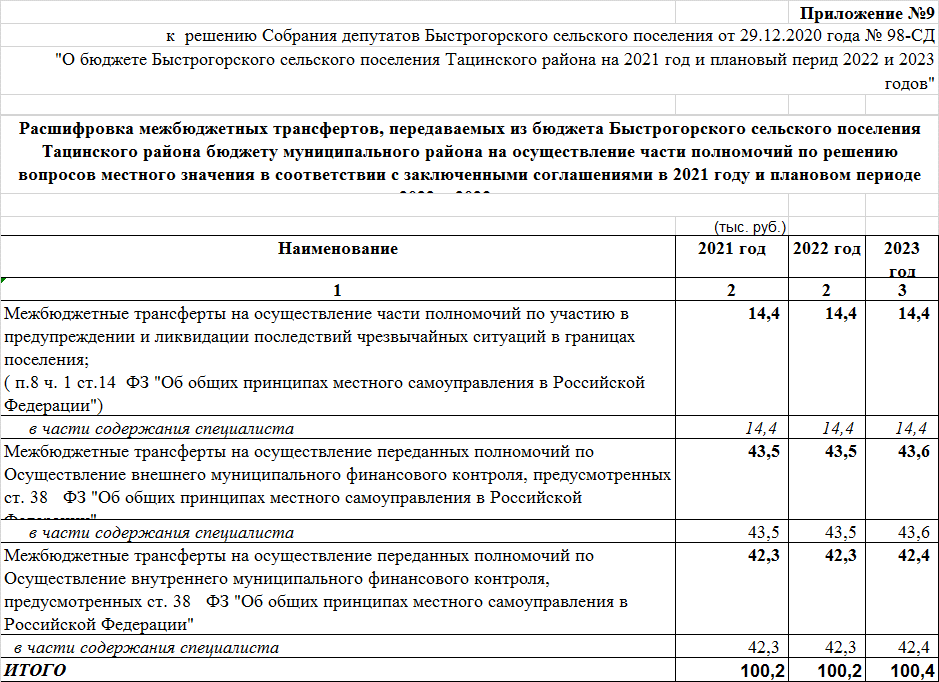 Приложение №9
к решению Собрания депутатов Быстрогорского сельского поселения от 29.12.2020 года № 98-СД
"О бюджете Быстрогорского сельского поселения Тацинского района на 2021 год и плановый перид 2022 и 2023
годов"
Расшифровка межбюджетных трансфертов, передаваемых из бюджета Быстрогорского сельского поселения
Тацинского района бюджету муниципального района на осуществление части полномочий по решению
вопросов местного значения в соответствии с заключенными соглашениями в 2021 году и плановом периоде
(тыс. руб.)
Наименование 2021 год 2022 год 2023
год
1 2 2 3
Межбюджетные трансферты на осуществление части полномочий по участию в 14,4 14,4 14,4
предупреждении и ликвидации последствий чрезвычайных ситуаций в границах
поселения;
( п.8 ч. 1 ст.14 ФЗ "Об общих принципах местного самоуправления в Российской
Федерации")
в части содержания специалиста 14,4 14,4 14,4
Межбюджетные трансферты на осуществление переданных полномочий по 43,5 43,5 43,6
Осуществление внешнего муниципального финансового контроля, предусмотренных
ст. 38 ФЗ "Об общих принципах местного самоуправления в Российской
в части содержания специалиста 43,5 43,5 43,6
Межбюджетные трансферты на осуществление переданных полномочий по 42,3 42,3 42,4
Осуществление внутреннего муниципального финансового контроля,
предусмотренных ст. 38 ФЗ "Об общих принципах местного самоуправления в
Российской Федерации"
в части содержания специалиста 42,3 42,3 42,4
ИТОГО 100,2 100,2 100,4